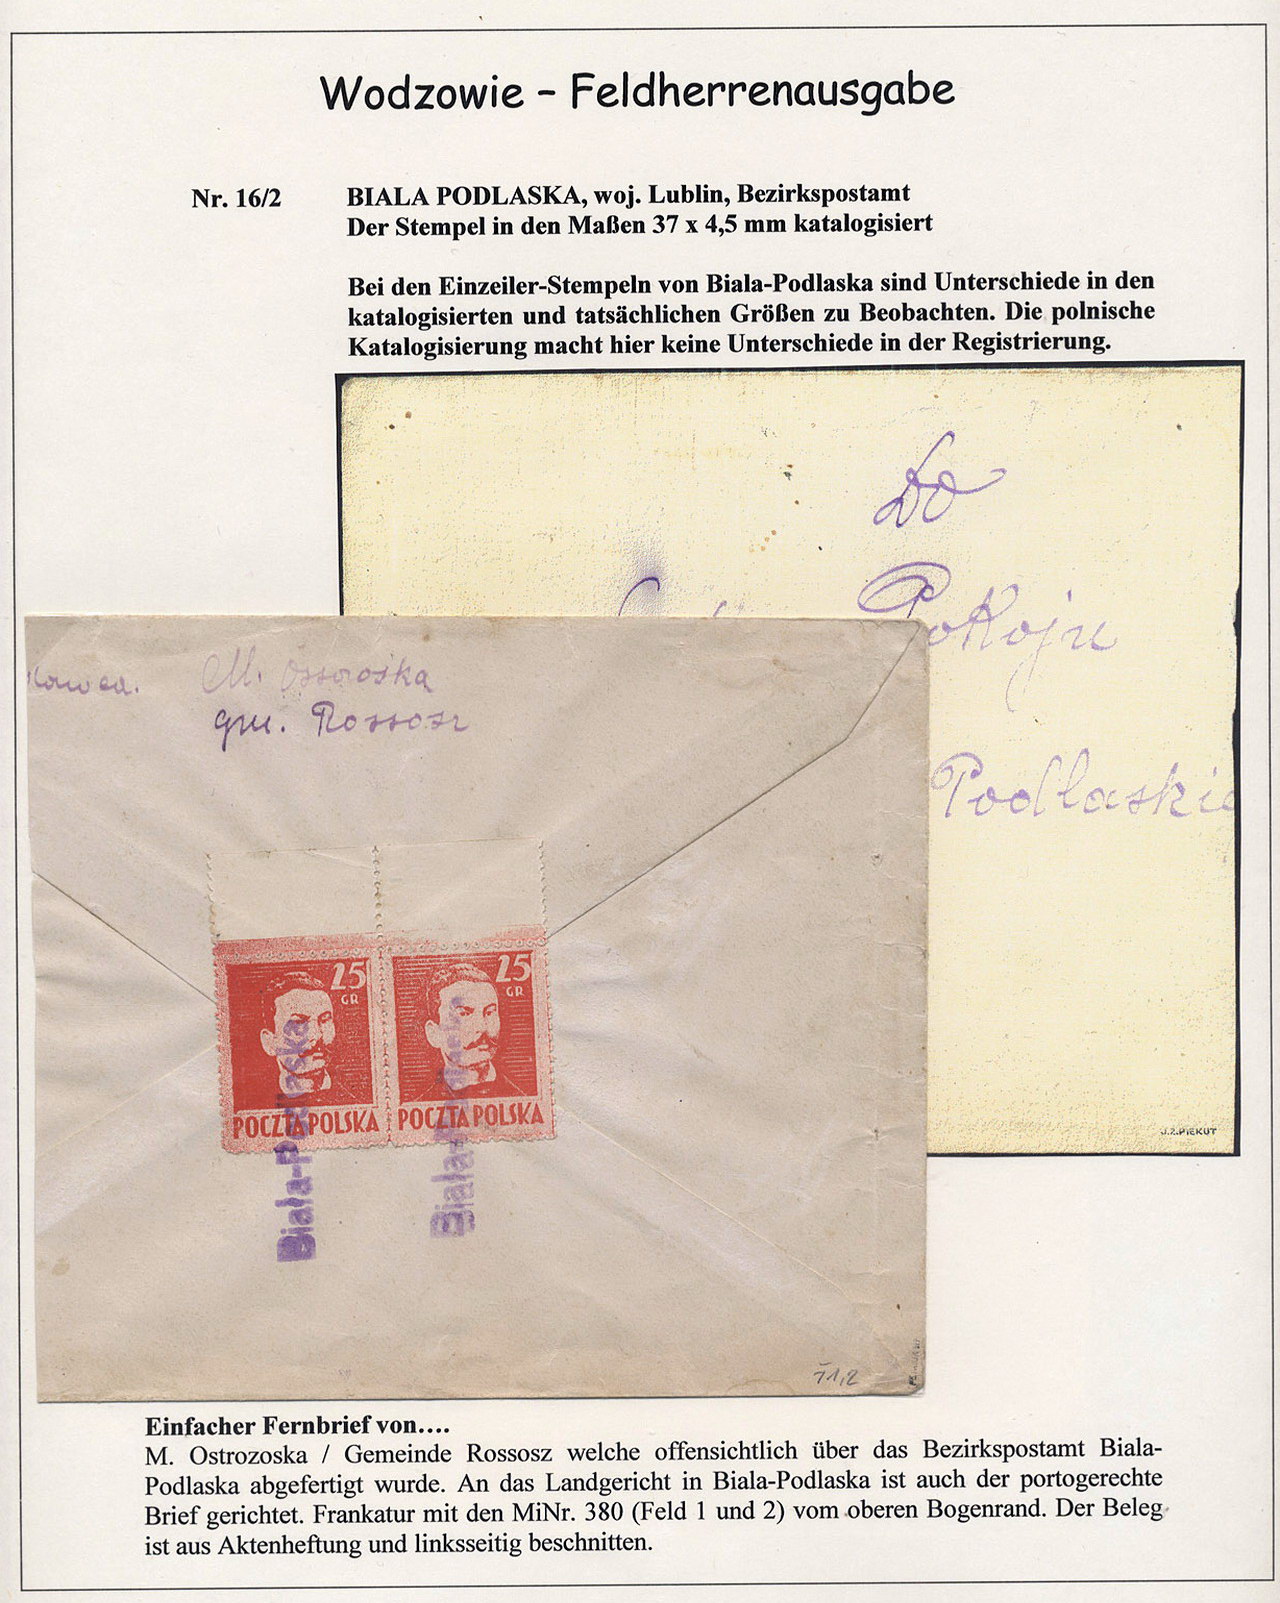 Wodzowie – Feldherrenausgabe
Nr. 16/2
BIALA PODLASKA, woj. Lublin, Bezirkspostamt
Der Stempel in den Maßen 37 x 4,5 mm katalogisiert
Bei den Einzeiler-Stempeln von Biala-Podlaska sind Unterschiede in den
katalogisierten und tatsächlichen Größen zu Beobachten. Die polnische
Katalogisierung macht hier keine Unterschiede in der Registrierung.
Do
Pokoju
Podlaskie
J.Z.PIEKUT
M. Ossoroska
gm. Rossosz
25
GR
POCZTA POLSKA
25
GR
POCZTA POLSKA
Biala-Podlaska
Biala-Podlaska
T1,2
Einfacher Fernbrief von….
M. Ostrozoska / Gemeinde Rossosz welche offensichtlich über das Bezirkspostamt Biala-
Podlaska abgefertigt wurde. An das Landgericht in Biala-Podlaska ist auch der portogerechte
Brief gerichtet. Frankatur mit den MiNr. 380 (Feld 1 und 2) vom oberen Bogenrand. Der Beleg
ist aus Aktenheftung und linksseitig beschnitten.